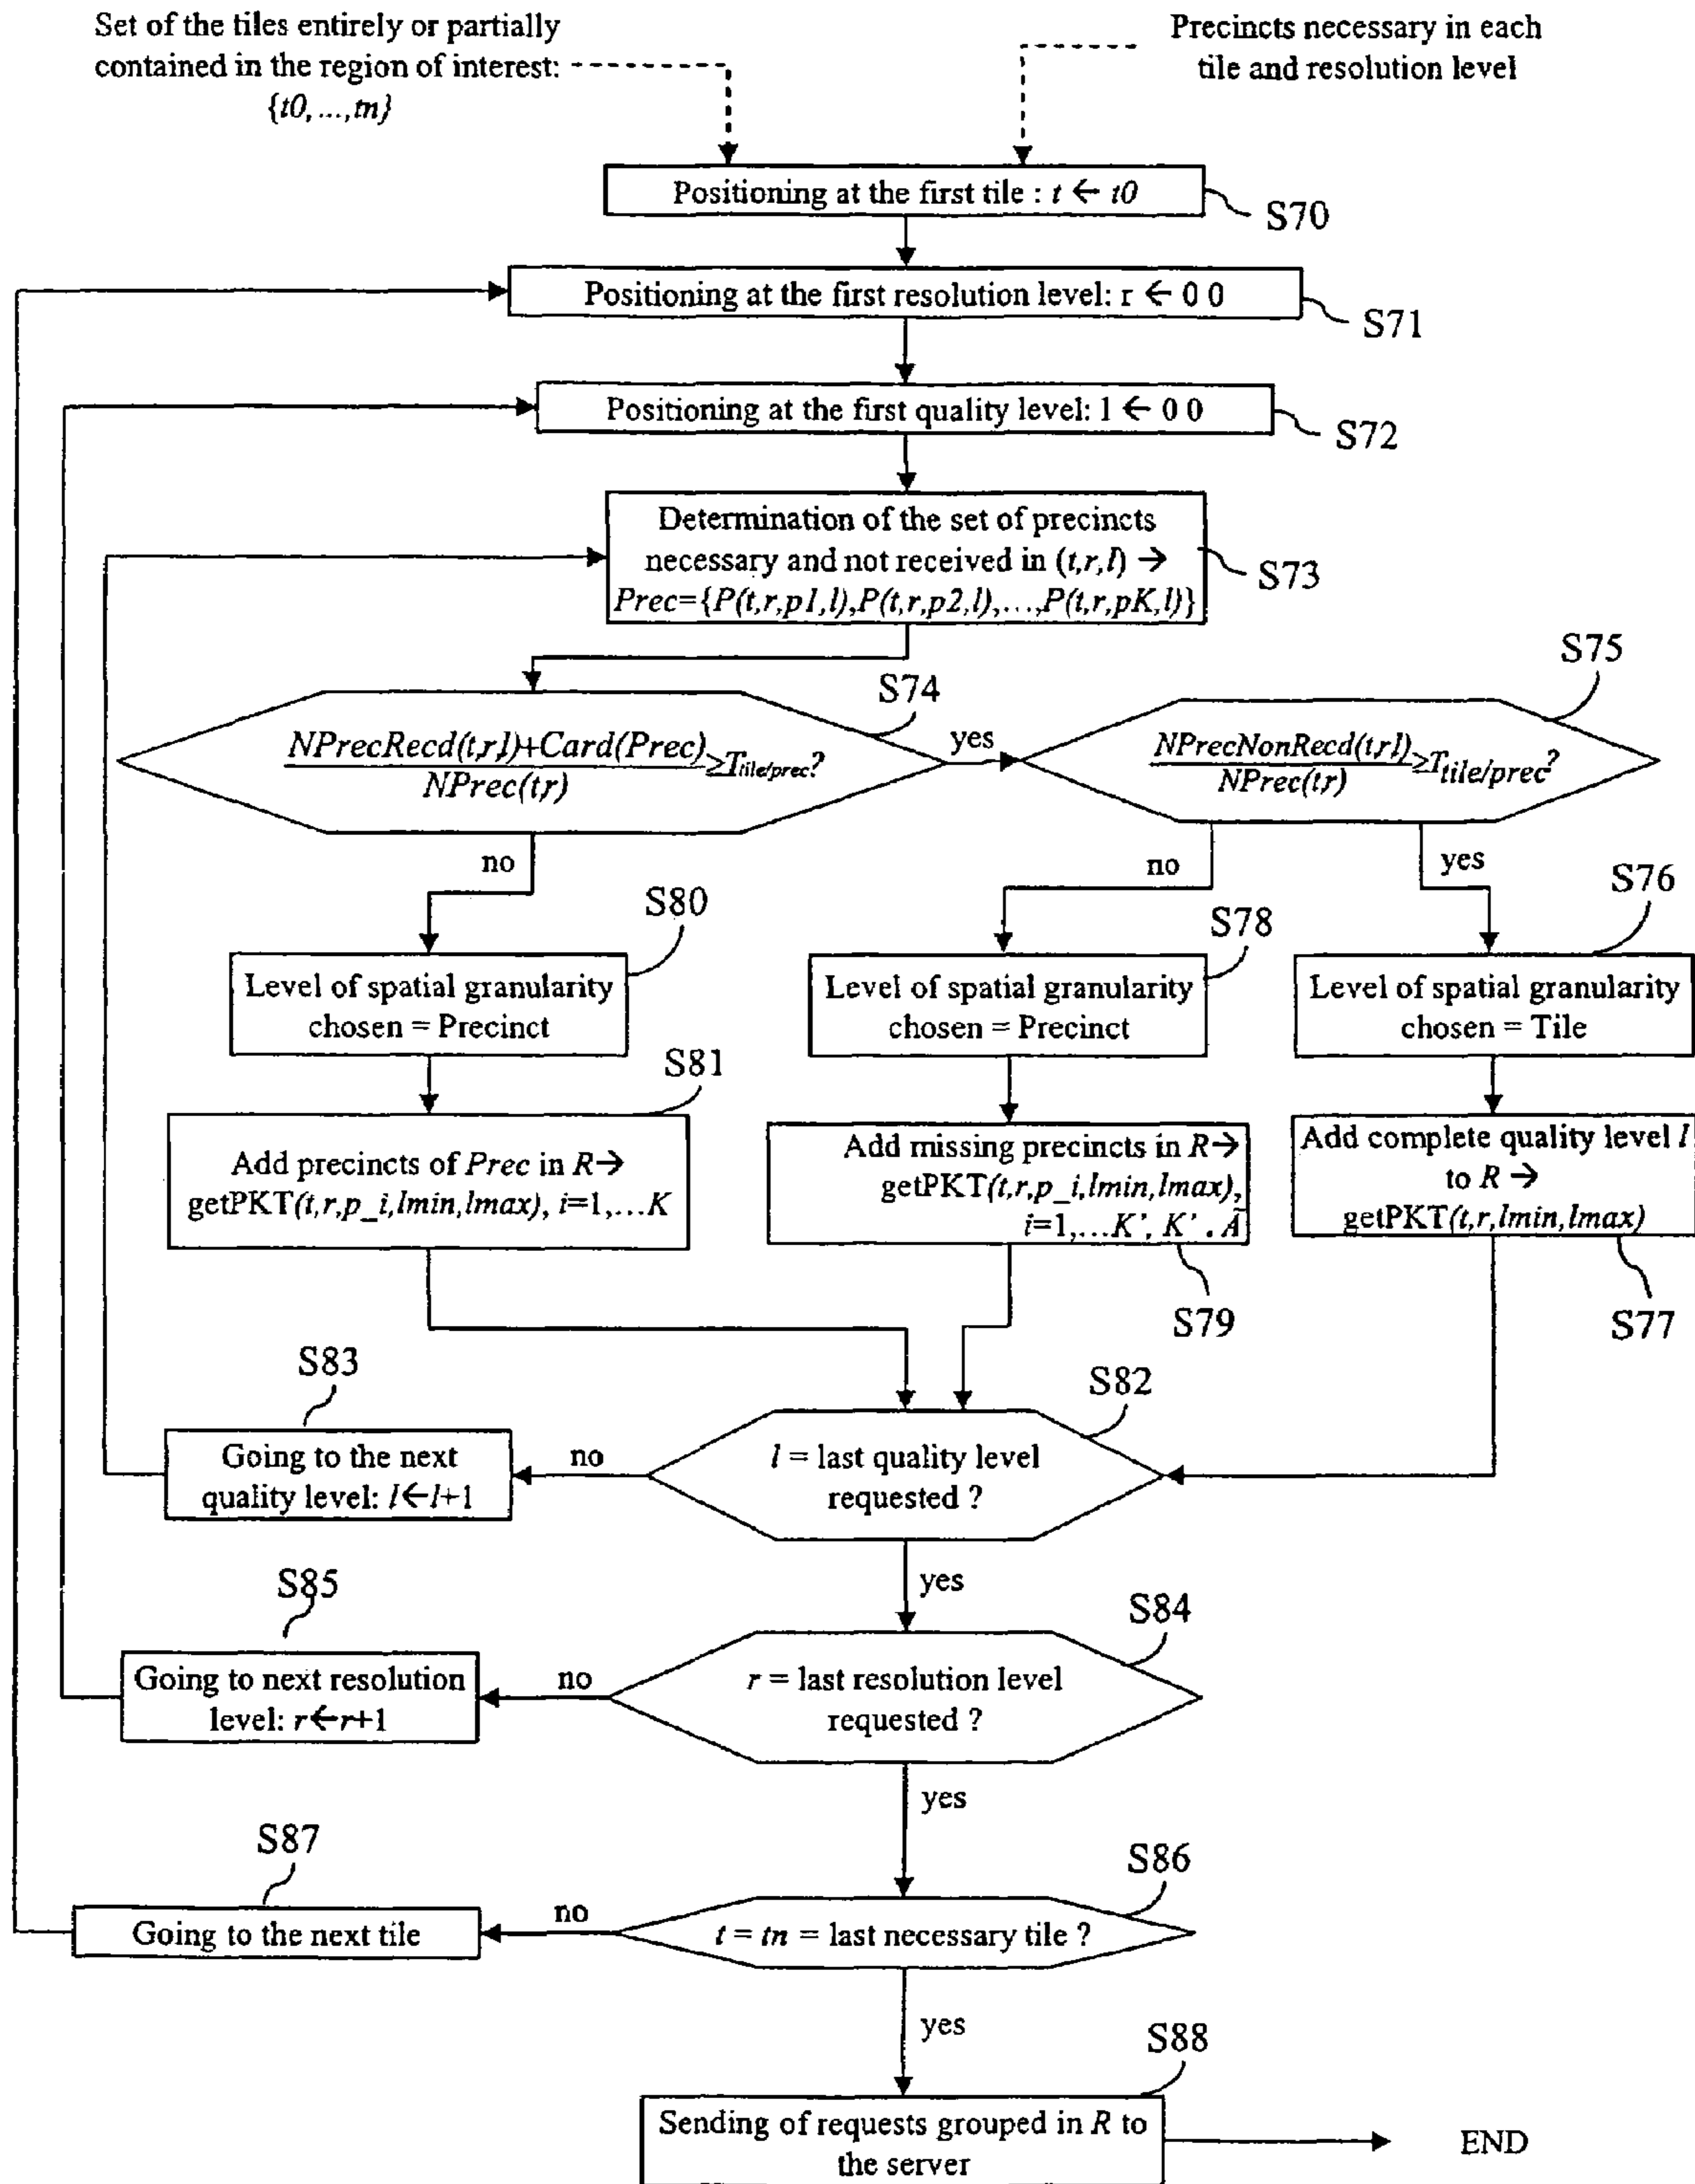 Set of the tiles entirely or partially
contained in the region of interest:
{t0, ...,tn}
Precincts necessary in each
tile and resolution level
Positioning at the first tile : t ← t0
S70
Positioning at the first resolution level: r ← 0 0
S71
Positioning at the first quality level: l ← 0 0
S72
Determination of the set of precincts
necessary and not received in (t,r,l) →
Prec={P(t,r,p1,l),P(t,r,p2,l),...,P(t,r,pK,l)}
S73
S74
NPrecRecd(t,r,l)+Card(Prec)
NPrec(t,r)
≥Ttile/prec?
yes
S75
NPrecNonRecd(t,r,l)
NPrec(t,r)
≥Ttile/prec?
no
no
yes
S80
Level of spatial granularity
chosen = Precinct
S78
Level of spatial granularity
chosen = Precinct
S76
Level of spatial granularity
chosen = Tile
S81
Add precincts of Prec in R→
getPKT(t,r,p_i,lmin,lmax), i=1,...K
Add missing precincts in R→
getPKT(t,r,p_i,lmin,lmax),
i=1,...K', K' . Ã
S79
Add complete quality level l
to R →
getPKT(t,r,lmin,lmax)
S77
S83
Going to the next
quality level: l←l+1
no
S82
l = last quality level
requested ?
yes
S85
Going to next resolution
level: r←r+1
no
S84
r = last resolution level
requested ?
yes
S87
Going to the next tile
no
S86
t = tn = last necessary tile ?
yes
S88
Sending of requests grouped in R to
the server
END